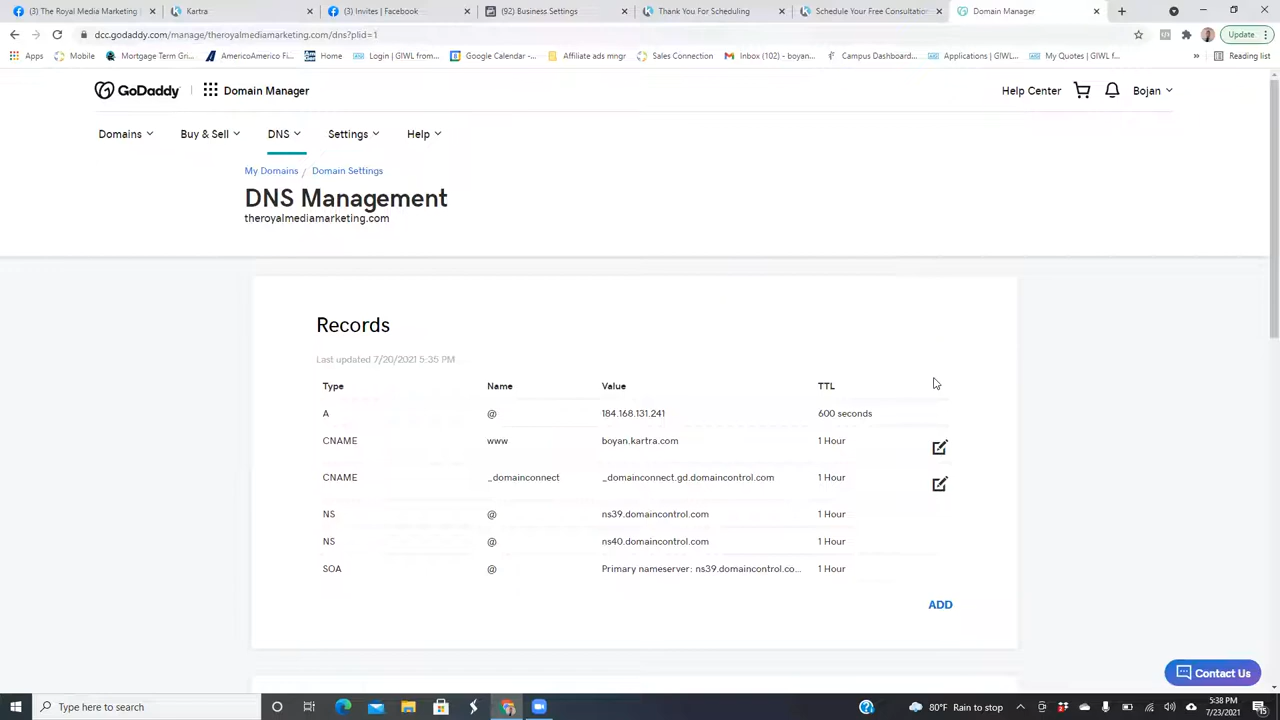 (3) The Royal Media Marketing
Kartra
(3) Invites | Facebook
(92) Business Settings
Thank You For Scheduling
Schedule Your Free Consultation
Domain Manager
dcc.godaddy.com/manage/theroyalmediamarketing.com/dns?plid=1
Update
Apps
Mobile
Mortgage Term Gri...
AmericoAmerico Fi...
Home
Login | GIWL from...
Google Calendar -...
Affiliate ads mngr
Sales Connection
Inbox (102) - boyan...
Campus Dashboard...
Applications | GIWL...
My Quotes | GIWL f...
Reading list
GoDaddy
Domain Manager
Help Center
Bojan
Domains
Buy & Sell
DNS
Settings
Help
My Domains / Domain Settings
DNS Management
theroyalmediamarketing.com
Records
Last updated 7/20/2021 5:35 PM
Type Name Value TTL
A @ 184.168.131.241 600 seconds
CNAME www boyan.kartra.com 1 Hour
CNAME _domainconnect _domainconnect.gd.domaincontrol.com 1 Hour
NS @ ns39.domaincontrol.com 1 Hour
NS @ ns40.domaincontrol.com 1 Hour
SOA @ Primary nameserver: ns39.domaincontrol.co... 1 Hour
ADD
Contact Us
Type here to search
80°F Rain to stop
5:38 PM
7/23/2021
15